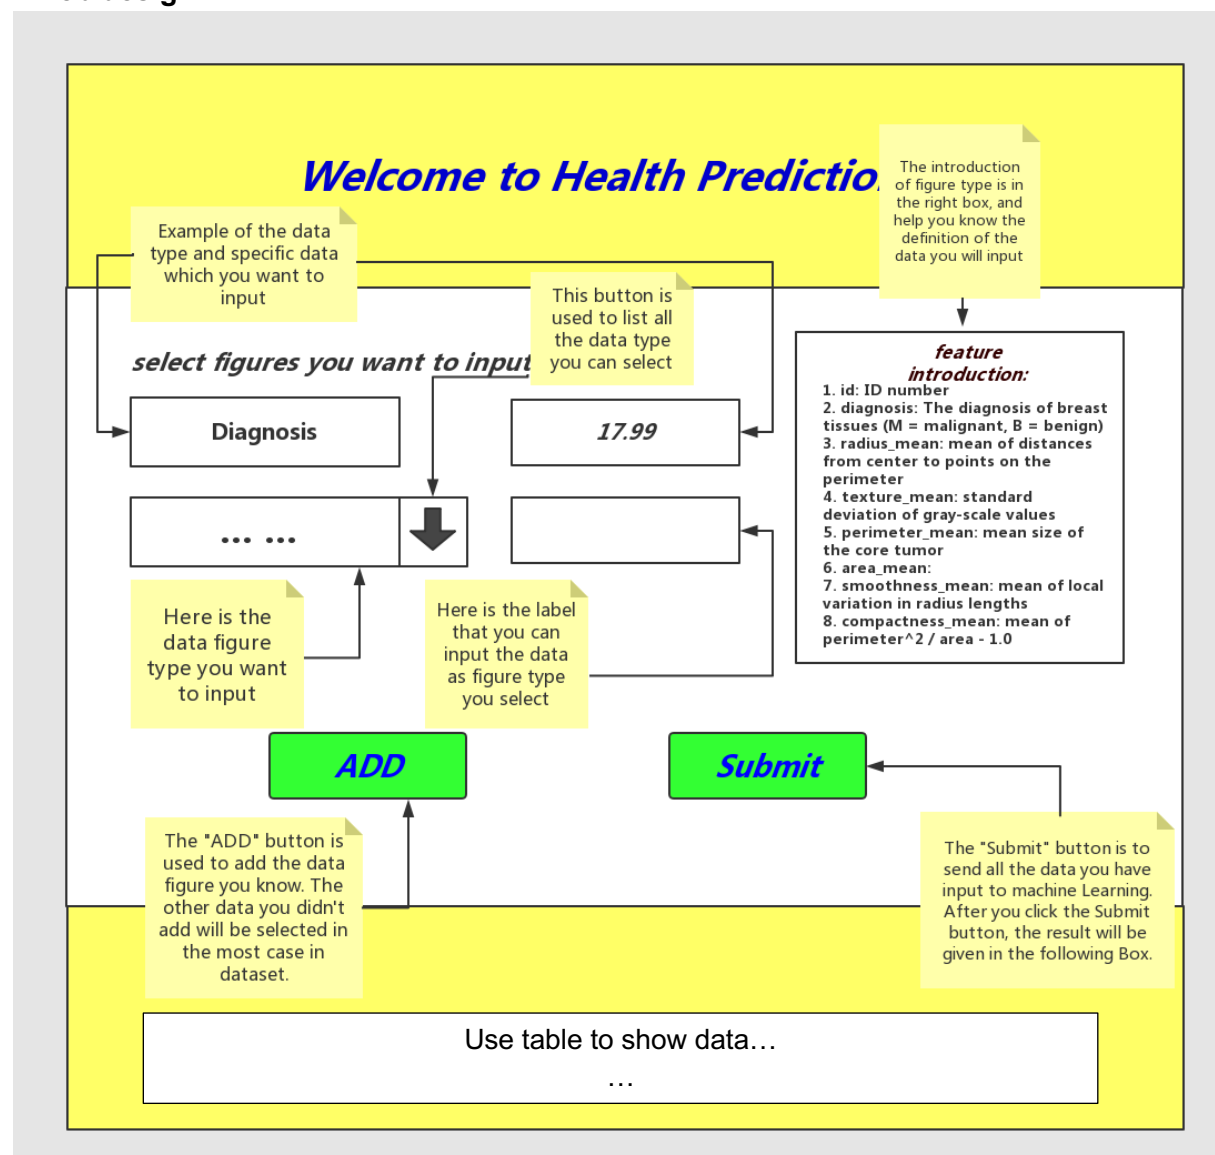 Welcome to Health Predictio
The introduction
of figure type is in
the right box, and
help you know the
definition of the
data you will input
Example of the data
type and specific data
which you want to
input
This button is
used to list all
the data type
you can select
select figures you want to input
Diagnosis
17.99
... ...
feature
introduction:
1. id: ID number
2. diagnosis: The diagnosis of breast
tissues (M = malignant, B = benign)
3. radius_mean: mean of distances
from center to points on the
perimeter
4. texture_mean: standard
deviation of gray-scale values
5. perimeter_mean: mean size of
the core tumor
6. area_mean:
7. smoothness_mean: mean of local
variation in radius lengths
8. compactness_mean: mean of
perimeter^2 / area - 1.0
Here is the
data figure
type you want
to input
Here is the label
that you can
input the data
as figure type
you select
ADD
Submit
The "ADD" button is
used to add the data
figure you know. The
other data you didn't
add will be selected in
the most case in
dataset.
The "Submit" button is to
send all the data you have
input to machine Learning.
After you click the Submit
button, the result will be
given in the following Box.
Use table to show data…
…